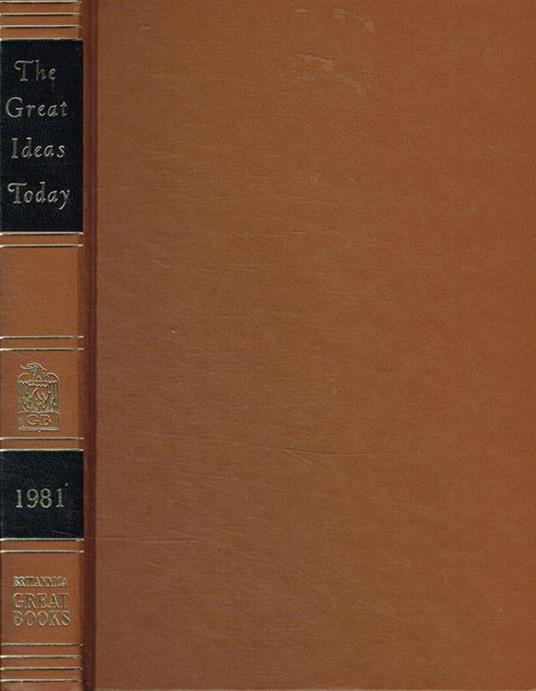 The
Great
Ideas
Today
GB
1981
BRITANNICA
GREAT
BOOKS